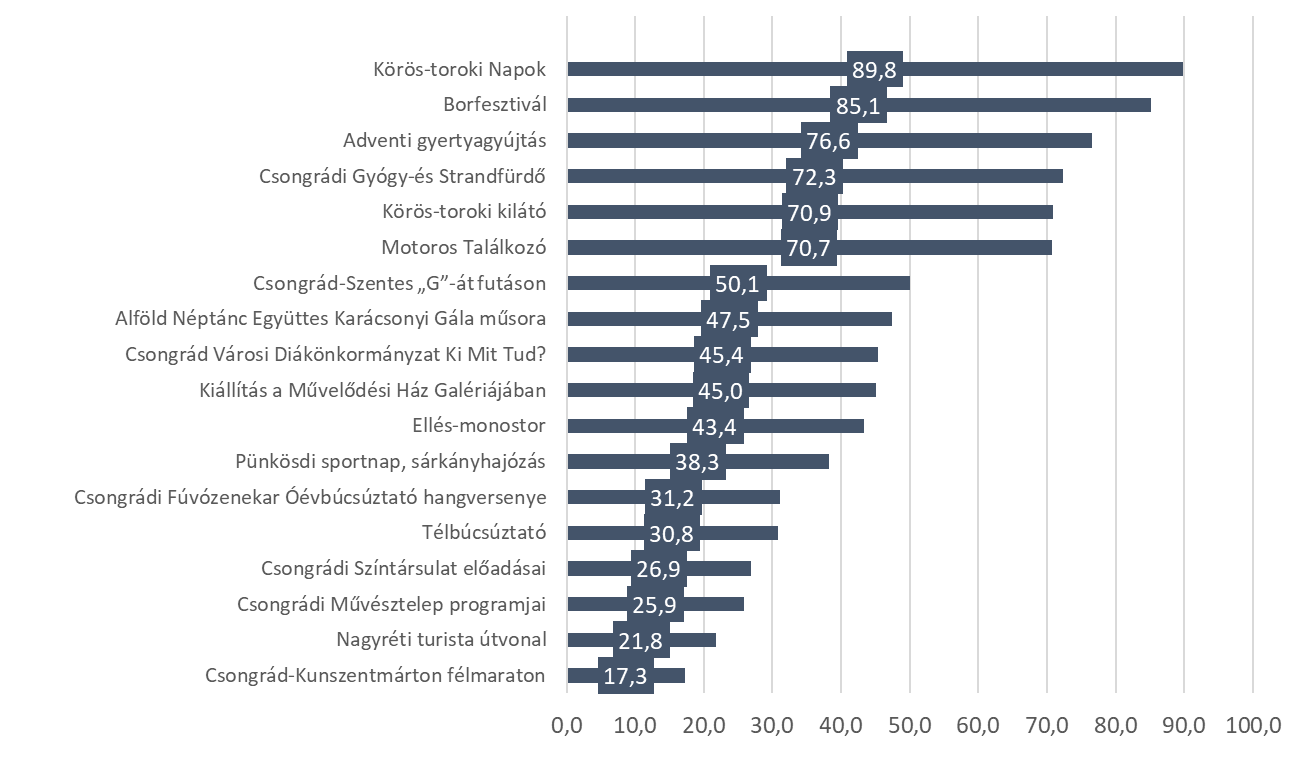 Körös-toroki Napok 89,8
Borfesztivál 85,1
Adventi gyertyagyújtás 76,6
Csongrádi Gyógy-és Strandfürdő 72,3
Körös-toroki kilátó 70,9
Motoros Találkozó 70,7
Csongrád-Szentes „G”-át futáson 50,1
Alföld Néptánc Együttes Karácsonyi Gála műsora 47,5
Csongrád Városi Diákönkormányzat Ki Mit Tud? 45,4
Kiállítás a Művelődési Ház Galériájában 45,0
Ellés-monostor 43,4
Pünkösdi sportnap, sárkányhajózás 38,3
Csongrádi Fúvózenekar Óévbúcsúztató hangversenye 31,2
Télbúcsúztató 30,8
Csongrádi Színtársulat előadásai 26,9
Csongrádi Művésztelep programjai 25,9
Nagyréti turista útvonal 21,8
Csongrád-Kunszentmárton félmaraton 17,3
0,0 10,0 20,0 30,0 40,0 50,0 60,0 70,0 80,0 90,0 100,0